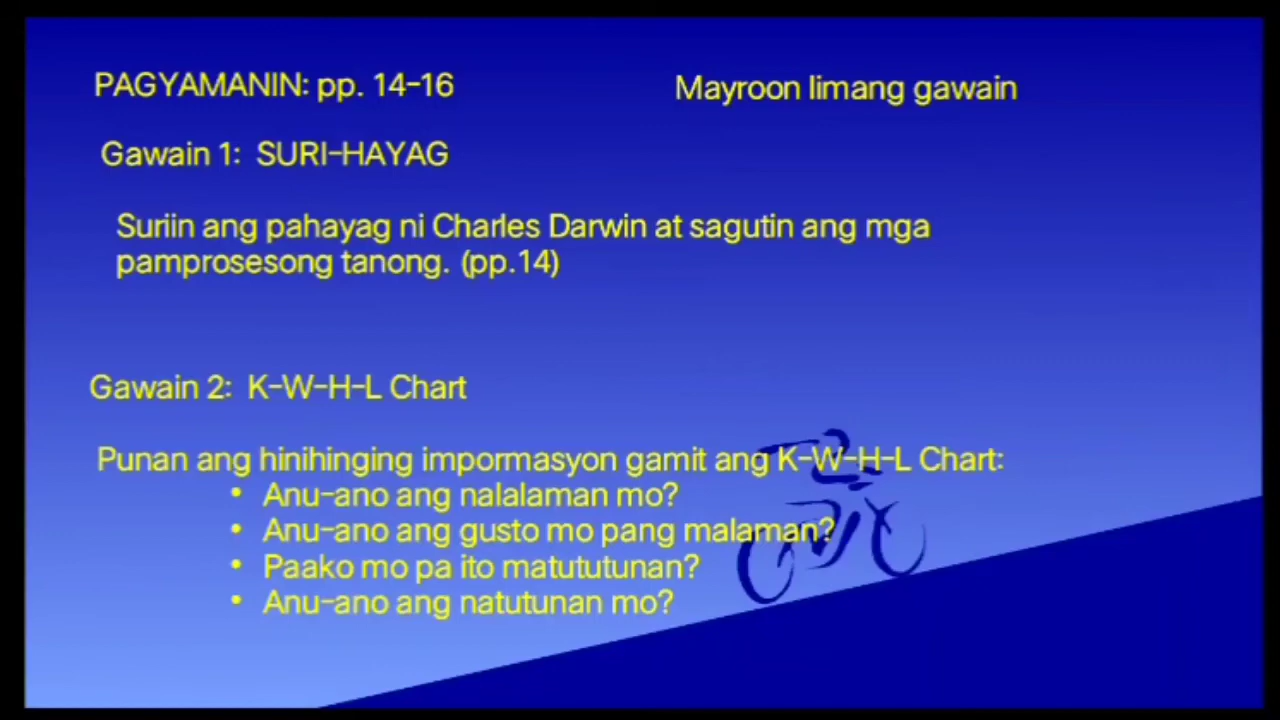 PAGYAMANIN: pp. 14-16
Mayroon limang gawain
Gawain 1: SURI-HAYAG
Suriin ang pahayag ni Charles Darwin at sagutin ang mga
pamprosesong tanong. (pp.14)
Gawain 2: K-W-H-L Chart
Punan ang hinihinging impormasyon gamit ang K-W-H-L Chart:
• Anu-ano ang nalalaman mo?
• Anu-ano ang gusto mo pang malaman?
• Paako mo pa ito matututunan?
• Anu-ano ang natutunan mo?